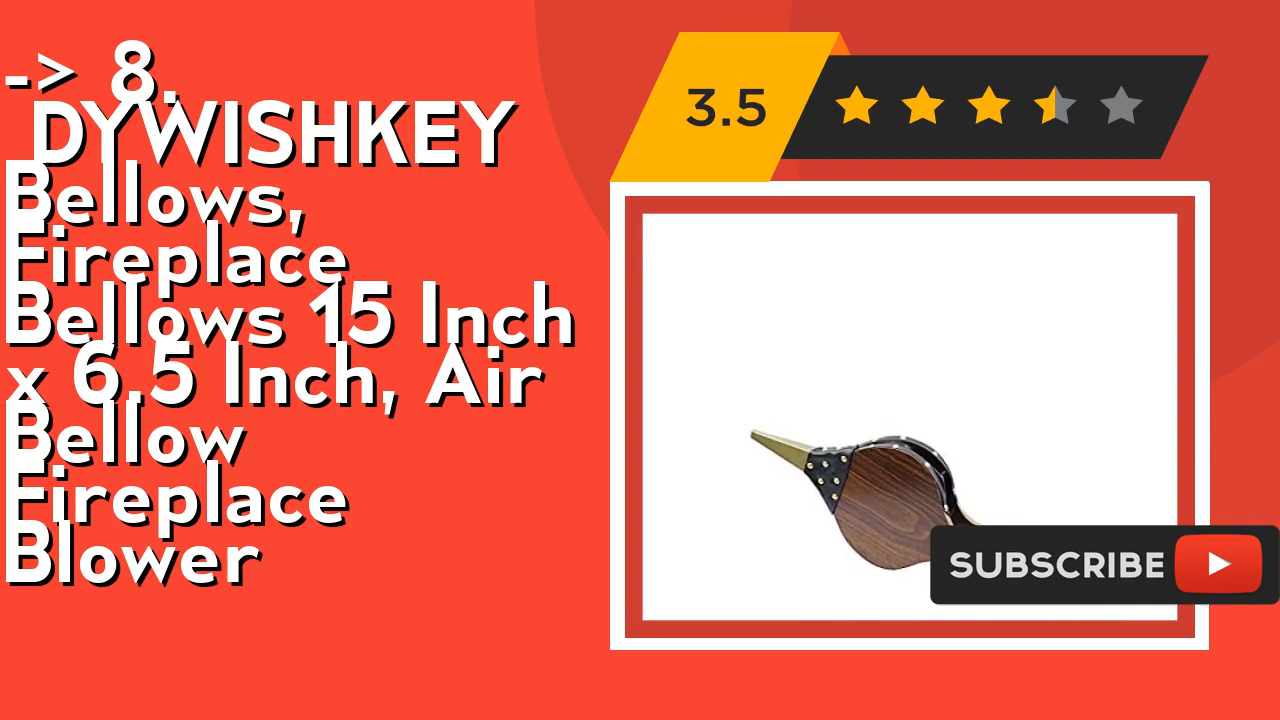 -> 8.
DYWISHKEY
Bellows,
Fireplace
Bellows 15 Inch
x 6.5 Inch, Air
Bellow
Fireplace
Blower
3.5
SUBSCRIBE